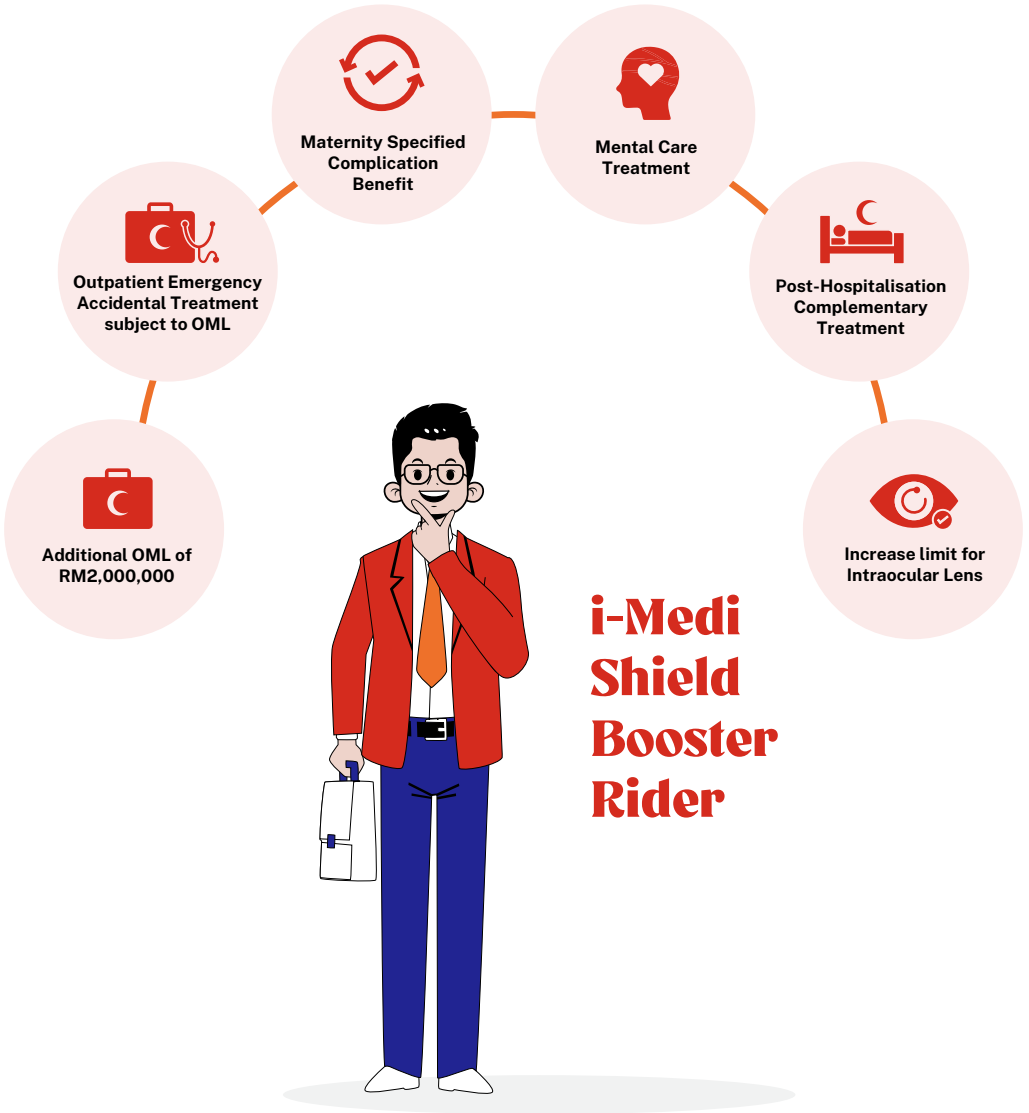 Maternity Specified
Complication
Benefit
Mental Care
Treatment
Outpatient Emergency
Accidental Treatment
subject to OML
Post-Hospitalisation
Complementary
Treatment
Additional OML of
RM2,000,000
Increase limit for
Intraocular Lens
i-Medi
Shield
Booster
Rider